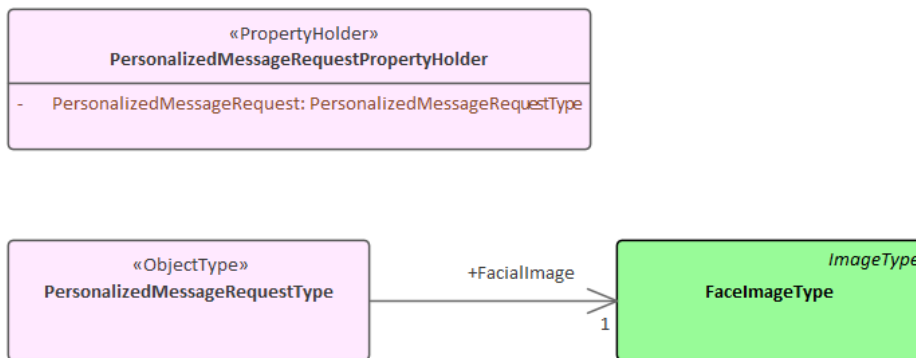 «PropertyHolder»
PersonalizedMessageRequestPropertyHolder
- PersonalizedMessageRequest: PersonalizedMessageRequestType
«ObjectType»
PersonalizedMessageRequestType
+FacialImage
1
ImageType
FaceImageType